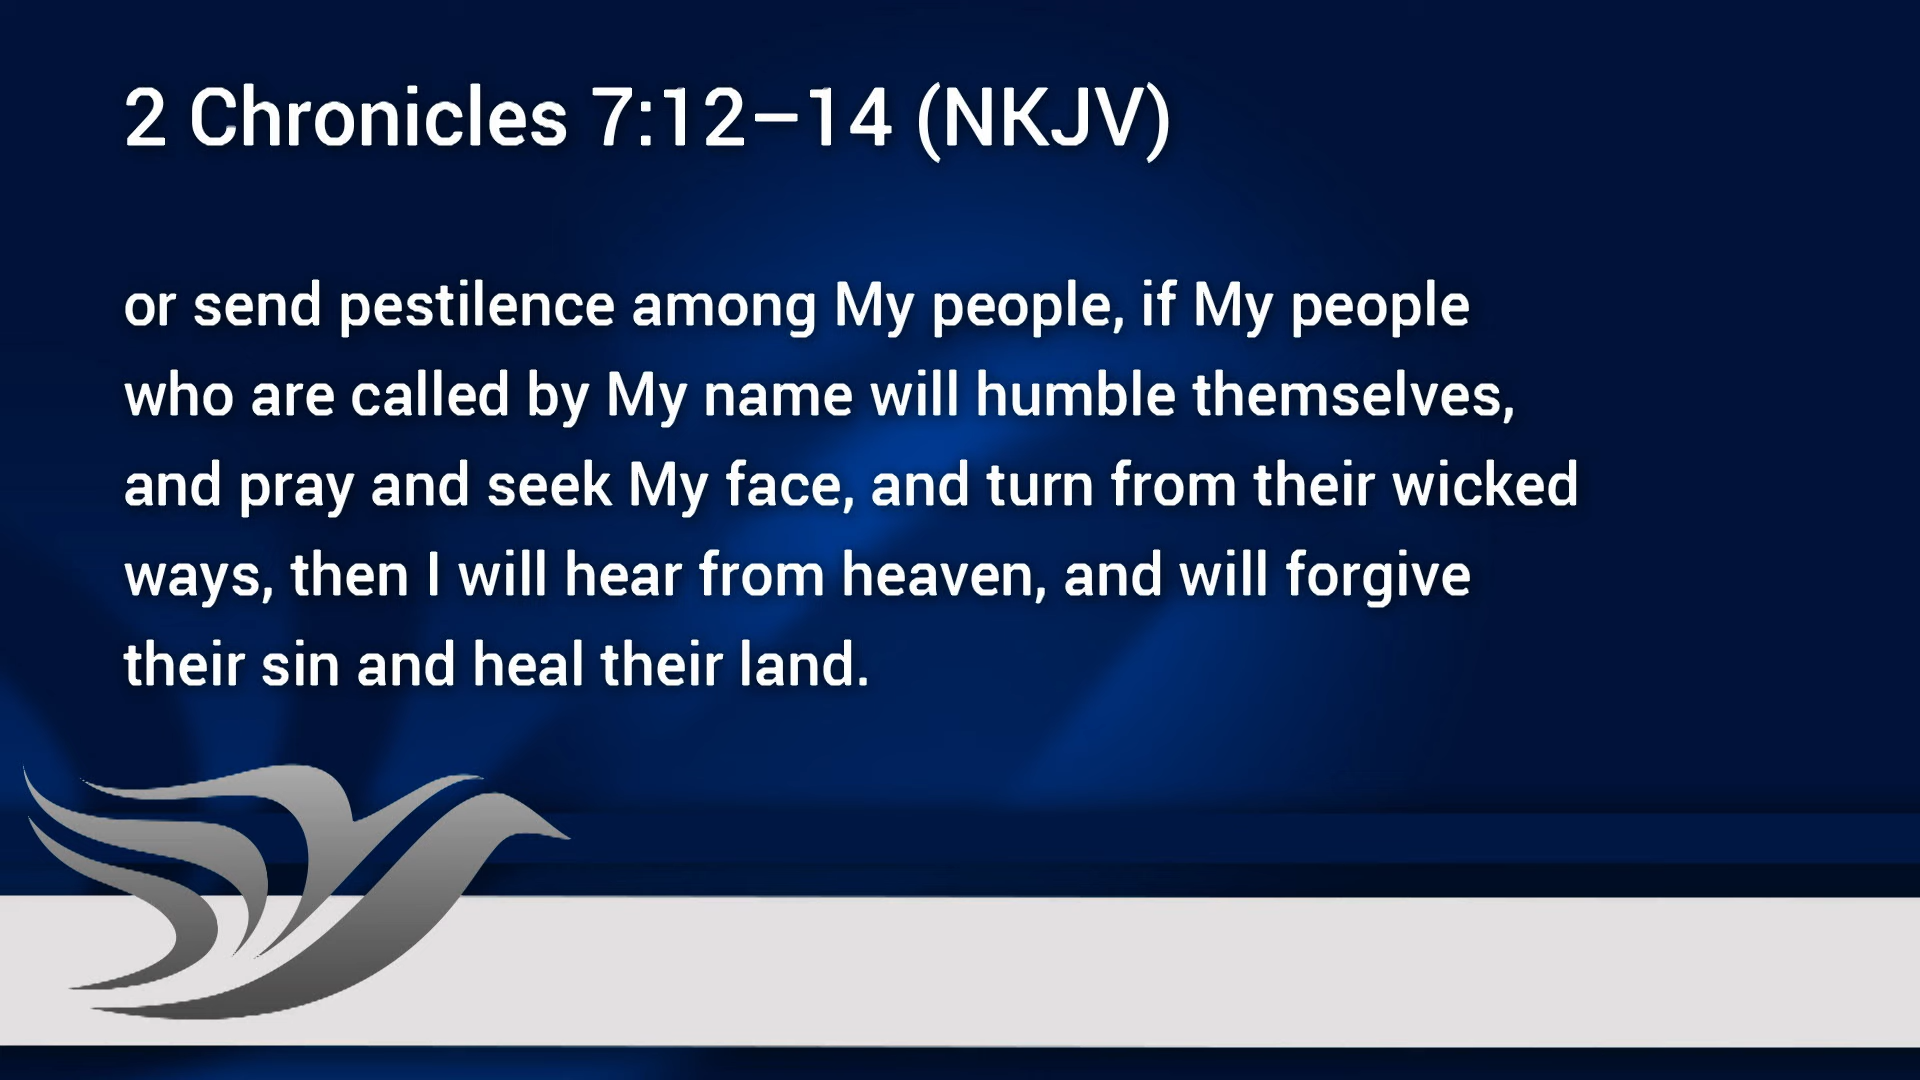 2 Chronicles 7:12–14 (NKJV)
or send pestilence among My people, if My people
who are called by My name will humble themselves,
and pray and seek My face, and turn from their wicked
ways, then I will hear from heaven, and will forgive
their sin and heal their land.